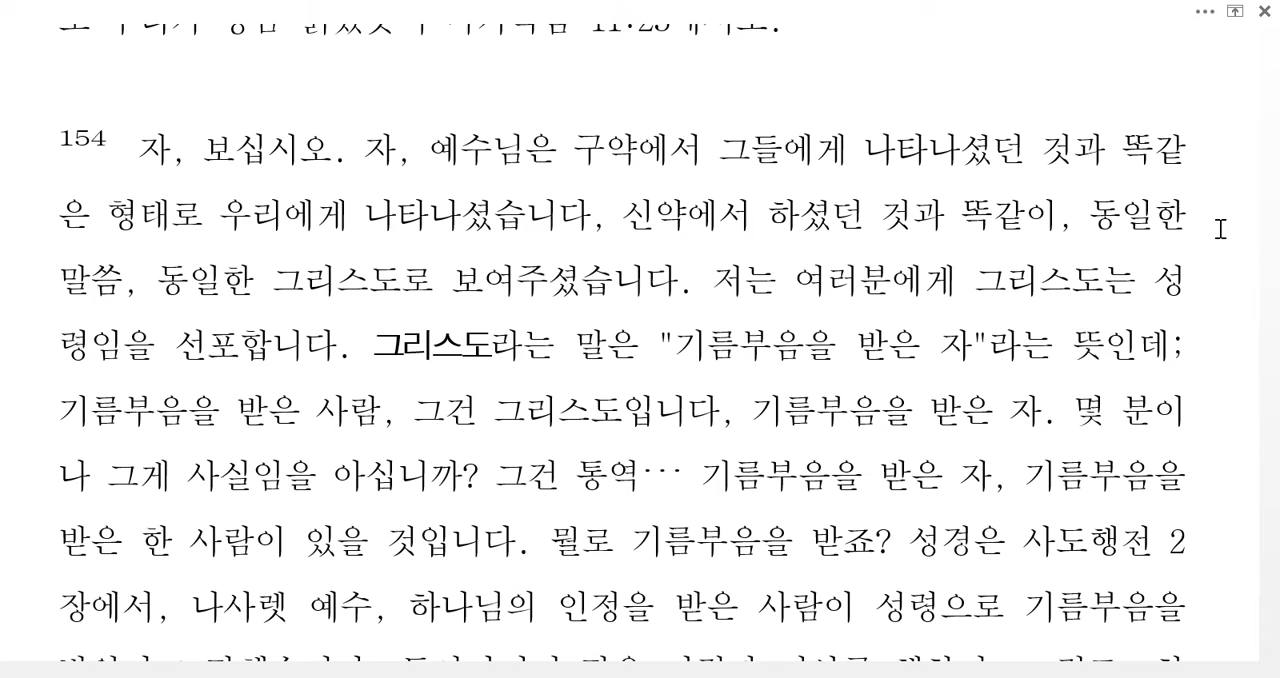 154 자, 보십시오. 자, 예수님은 구약에서 그들에게 나타나셨던 것과 똑같
은 형태로 우리에게 나타나셨습니다, 신약에서 하셨던 것과 똑같이, 동일한
말씀, 동일한 그리스도로 보여주셨습니다. 저는 여러분에게 그리스도는 성
령임을 선포합니다. 그리스도라는 말은 "기름부음을 받은 자"라는 뜻인데;
기름부음을 받은 사람, 그건 그리스도입니다, 기름부음을 받은 자. 몇 분이
나 그게 사실임을 아십니까? 그건 통역… 기름부음을 받은 자, 기름부음을
받은 한 사람이 있을 것입니다. 뭘로 기름부음을 받죠? 성경은 사도행전 2
장에서, 나사렛 예수, 하나님의 인정을 받은 사람이 성령으로 기름부음을